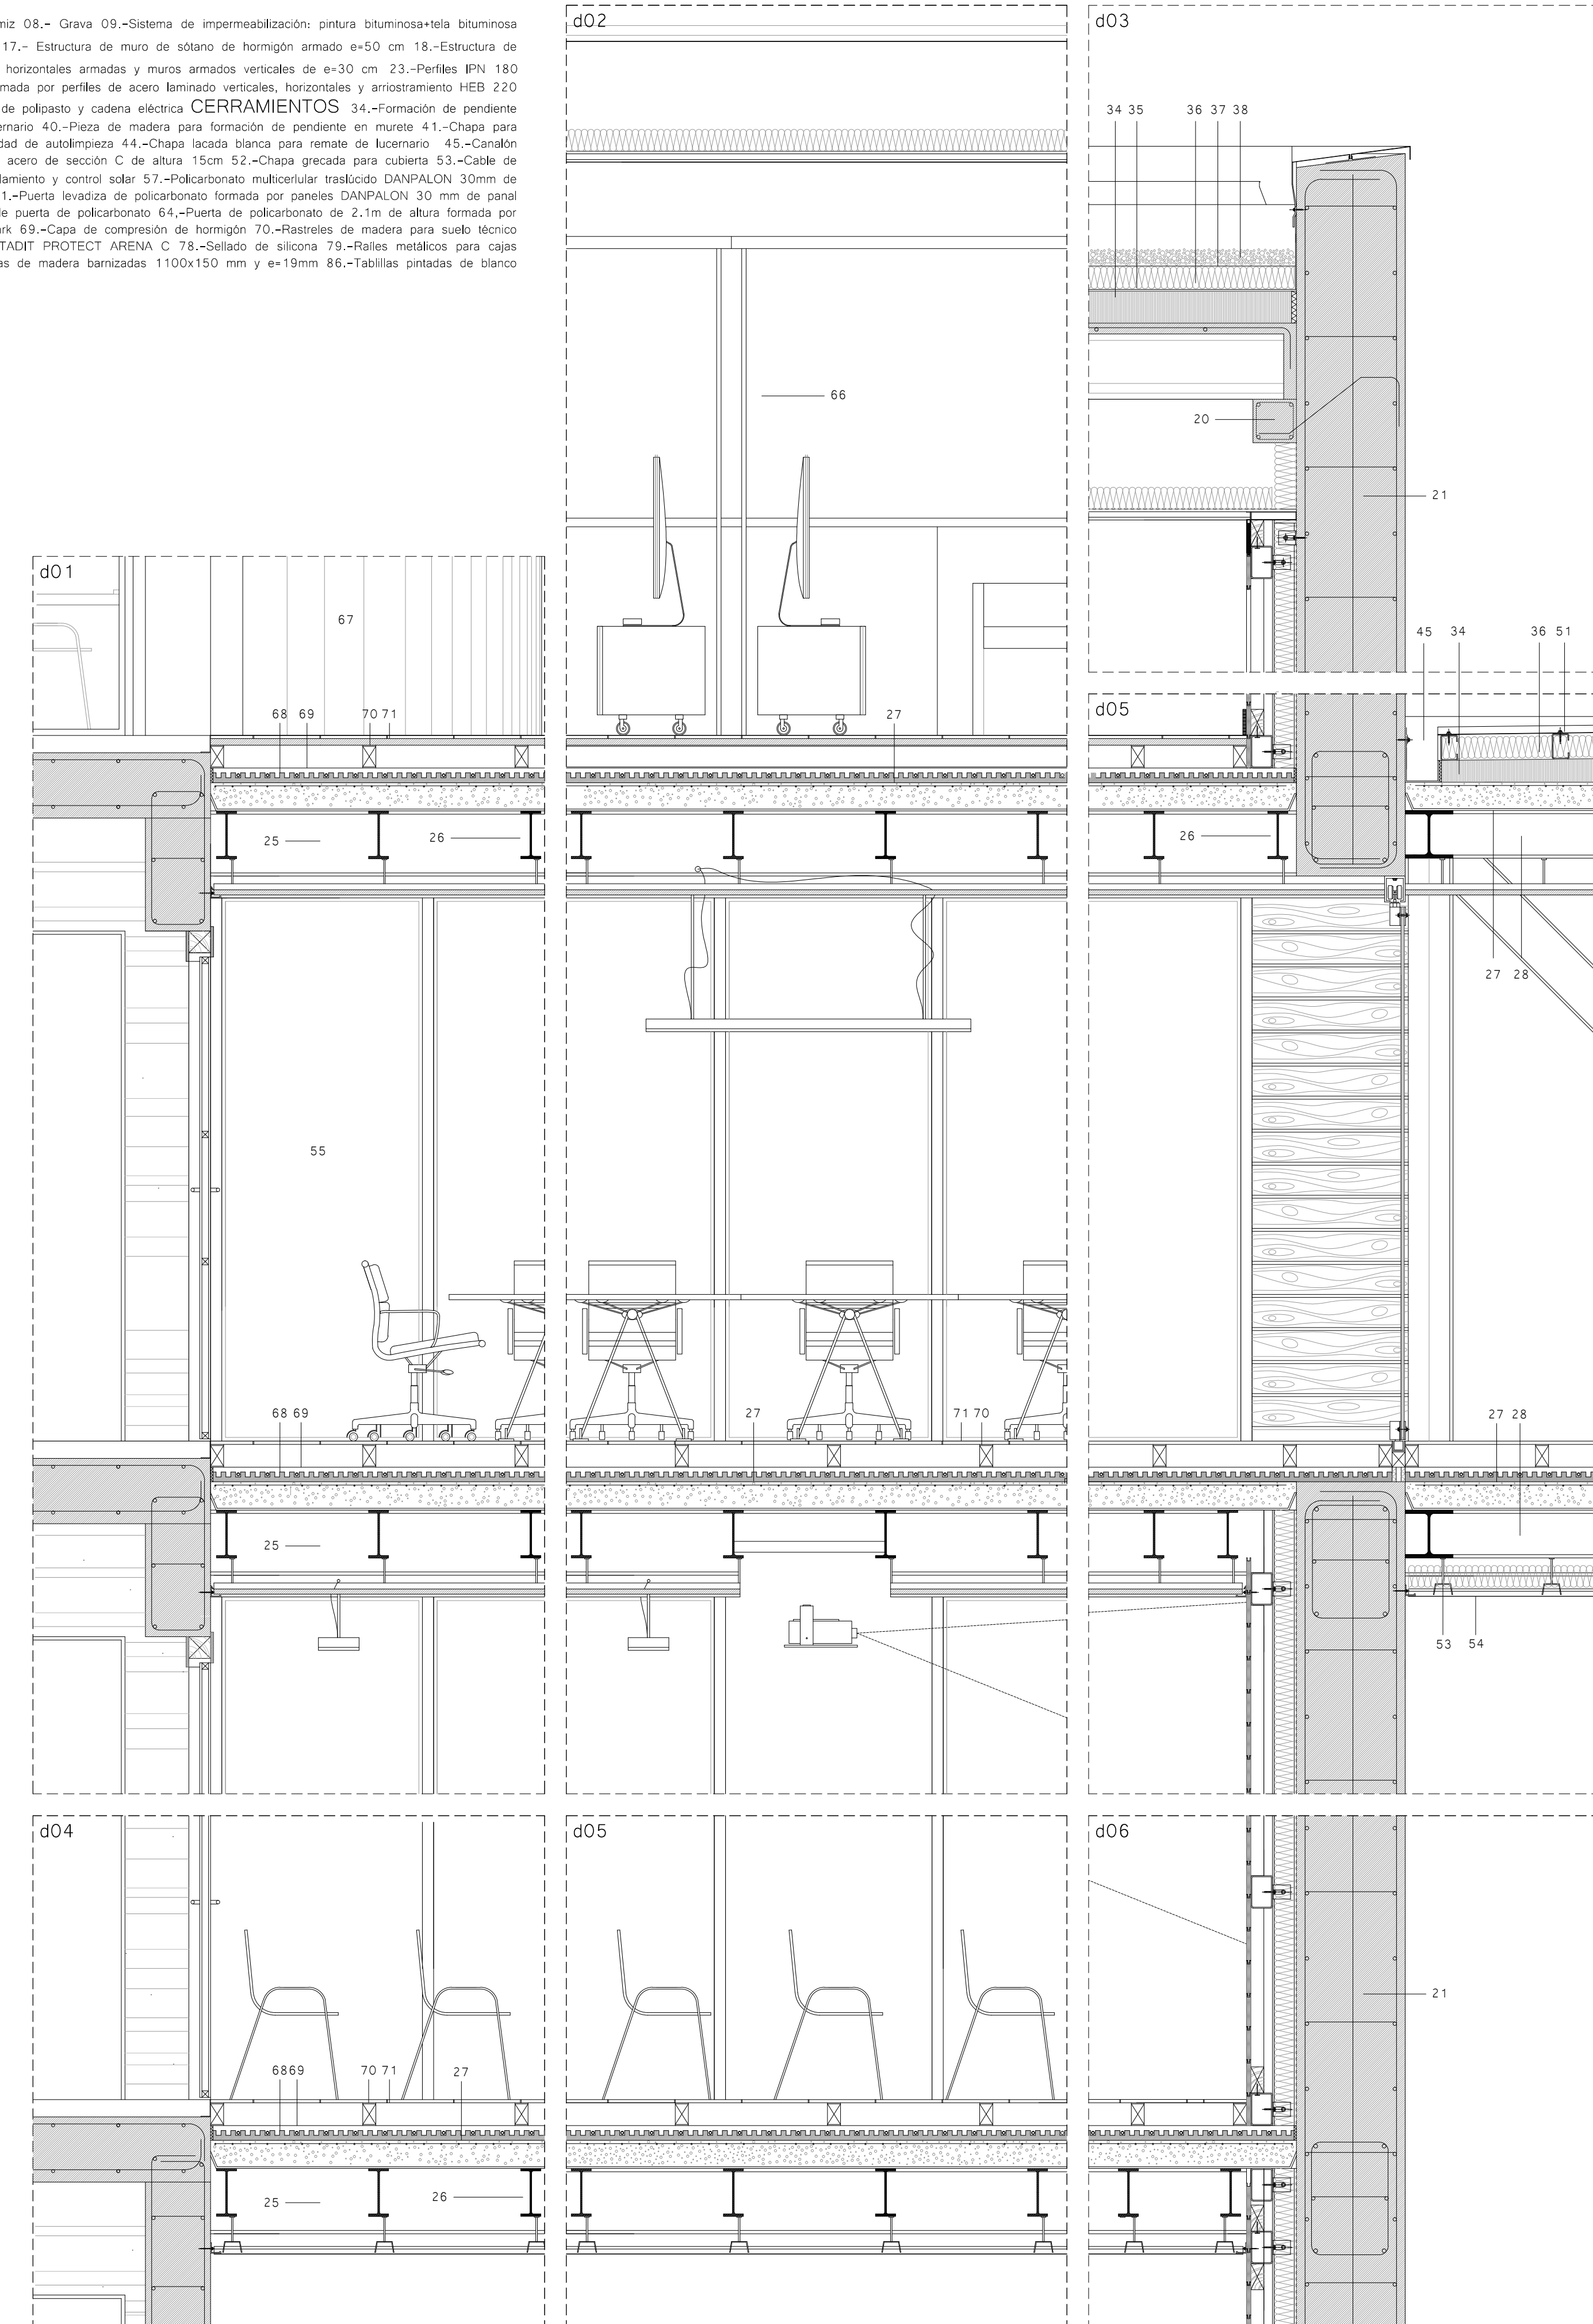 miz 08.- Grava 09.-Sistema de impermeabilización: pintura bituminosa+tela bituminosa
17.- Estructura de muro de sótano de hormigón armado e=50 cm 18.-Estructura de
horizontales armadas y muros armados verticales de e=30 cm 23.-Perfiles IPN 180
mada por perfiles de acero laminado verticales, horizontales y arriostramiento HEB 220
de polipasto y cadena eléctrica CERRAMIENTOS 34.-Formación de pendiente
ernario 40.-Pieza de madera para formación de pendiente en murete 41.-Chapa para
dad de autolimpieza 44.-Chapa lacada blanca para remate de lucernario 45.-Canalón
acero de sección C de altura 15cm 52.-Chapa grecada para cubierta 53.-Cable de
lamiento y control solar 57.-Policarbonato multicerlular traslúcido DANPALON 30mm de
1.-Puerta levadiza de policarbonato formada por paneles DANPALON 30 mm de panal
de puerta de policarbonato 64,-Puerta de policarbonato de 2.1m de altura formada por
rk 69.-Capa de compresión de hormigón 70.-Rastreles de madera para suelo técnico
TADIT PROTECT ARENA C 78.-Sellado de silicona 79.-Raíles metálicos para cajas
as de madera barnizadas 1100x150 mm y e=19mm 86.-Tablillas pintadas de blanco
d02
d03
34 35 36 37 38
66
20
21
d01
67
45 34 36 51
68 69 70 71
27
d05
25
26
26
27 28
55
68 69
27
71 70
27 28
25
53 54
d04
d05
d06
21
68 69 70 71 27
25
26